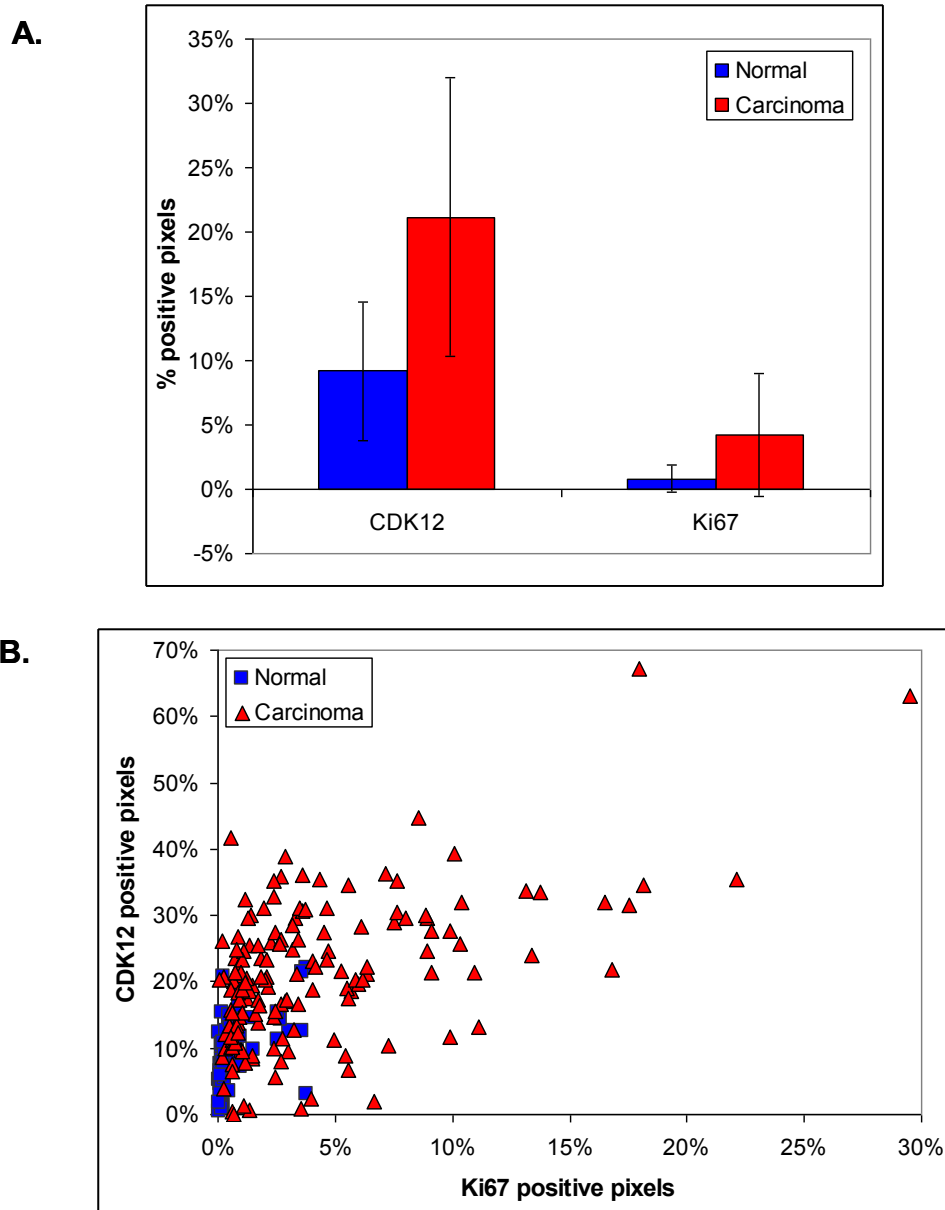 A.
35%
30%
25%
20%
15%
10%
5%
0%
-5%
% positive pixels
Normal
Carcinoma
CDK12
Ki67
B.
70%
60%
50%
40%
30%
20%
10%
0%
CDK12 positive pixels
Normal
Carcinoma
0%
5%
10%
15%
20%
25%
30%
Ki67 positive pixels